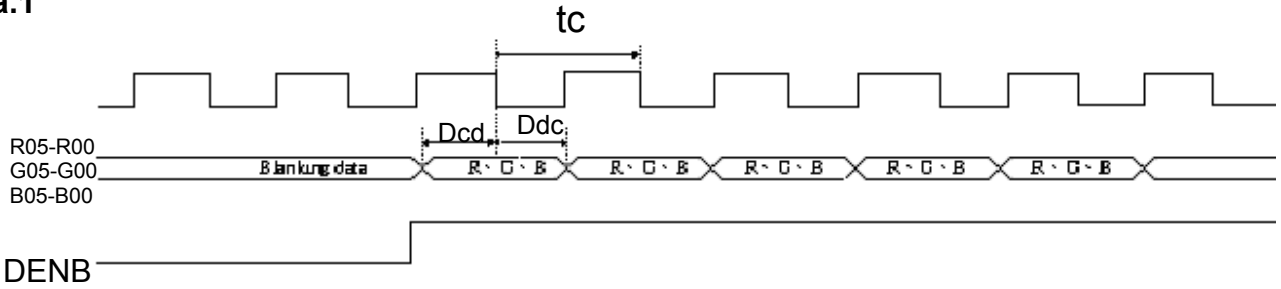 a.1
tc
Dcd Ddc
R05-R00
G05-G00 Blankung data R、G、B R、G、B R、G、B R、G、B R、G、B
B05-B00
DENB